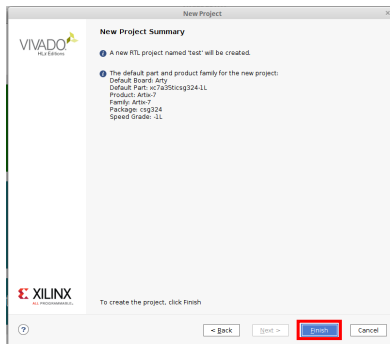 New Project
VIVADO
HLx Editions
New Project Summary
A new RTL project named 'test' will be created.
The default part and product family for the new project:
Default Board: Arty
Default Part: xc7a35ticsg324-1L
Product: Artix-7
Family: Artix-7
Package: csg324
Speed Grade: -1L
XILINX
ALL PROGRAMMABLE.
To create the project, click Finish
?
< Back
Next >
Finish
Cancel